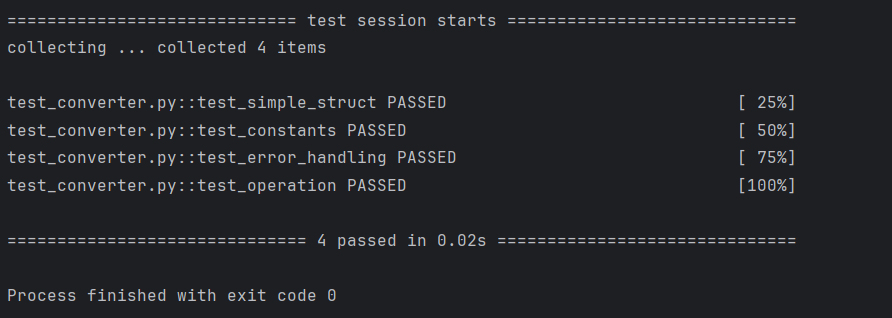 ============================= test session starts =============================
collecting ... collected 4 items
test_converter.py::test_simple_struct PASSED                             [ 25%]
test_converter.py::test_constants PASSED                                 [ 50%]
test_converter.py::test_error_handling PASSED                            [ 75%]
test_converter.py::test_operation PASSED                                 [100%]
============================== 4 passed in 0.02s ==============================
Process finished with exit code 0